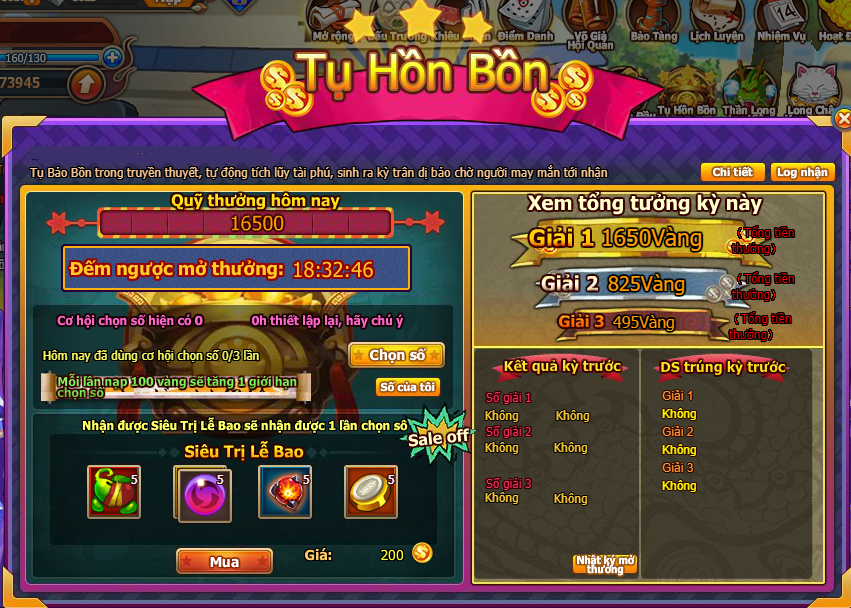 160/130
73945
Mở rộng
Đấu Trường
Khiêu
Điểm Danh
Võ Giả
Hội Quán
Bảo Tàng
Lịch Luyện
14
Nhiệm Vụ
Hoạt
Tụ Hồn Bồn
Thần Long
Long Châ
Tụ Hồn Bồn
Tụ Bảo Bồn trong truyền thuyết, tự động tích lũy tài phú, sinh ra kỳ trân dị bảo chờ người may mắn tới nhận
Chi tiết
Log nhận
Quỹ thưởng hôm nay
16500
Đếm ngược mở thưởng: 18:32:46
Cơ hội chọn số hiện có 0
0h thiết lập lại, hãy chú ý
Hôm nay đã dùng cơ hội chọn số 0/3 lần
Chọn số
Mỗi lần nạp 100 vàng sẽ tăng 1 giới hạn
chọn số
Số của tôi
Nhận được Siêu Trị Lễ Bao sẽ nhận được 1 lần chọn số
Sale off
Siêu Trị Lễ Bao
5
5
5
5
Mua
Giá:
200
Xem tổng tưởng kỳ này
Giải 1 1650Vàng
( Tổng tiền
thưởng)
Giải 2 825Vàng
( Tổng tiền
thưởng)
Giải 3 495Vàng
( Tổng tiền
thưởng)
Kết quả kỳ trước
Số giải 1
Không Không
Số giải 2
Không Không
Số giải 3
Không Không
Nhật ký mở
thưởng
DS trúng kỳ trước
Giải 1
Không
Giải 2
Không
Giải 3
Không